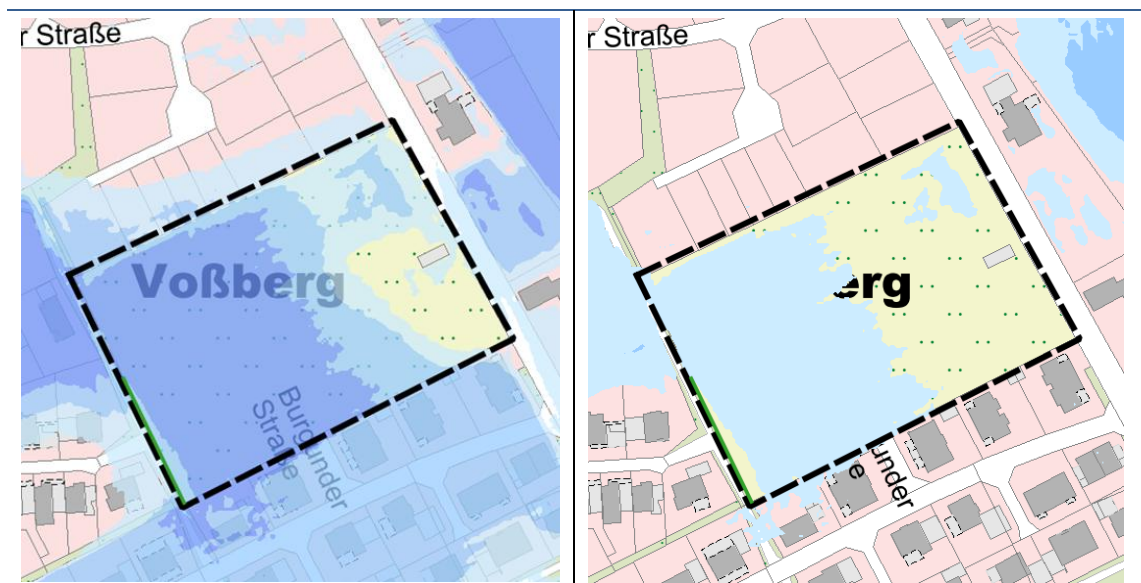 r Straße
Voßberg
Burgunder
Straße
r Straße
erg
under
e